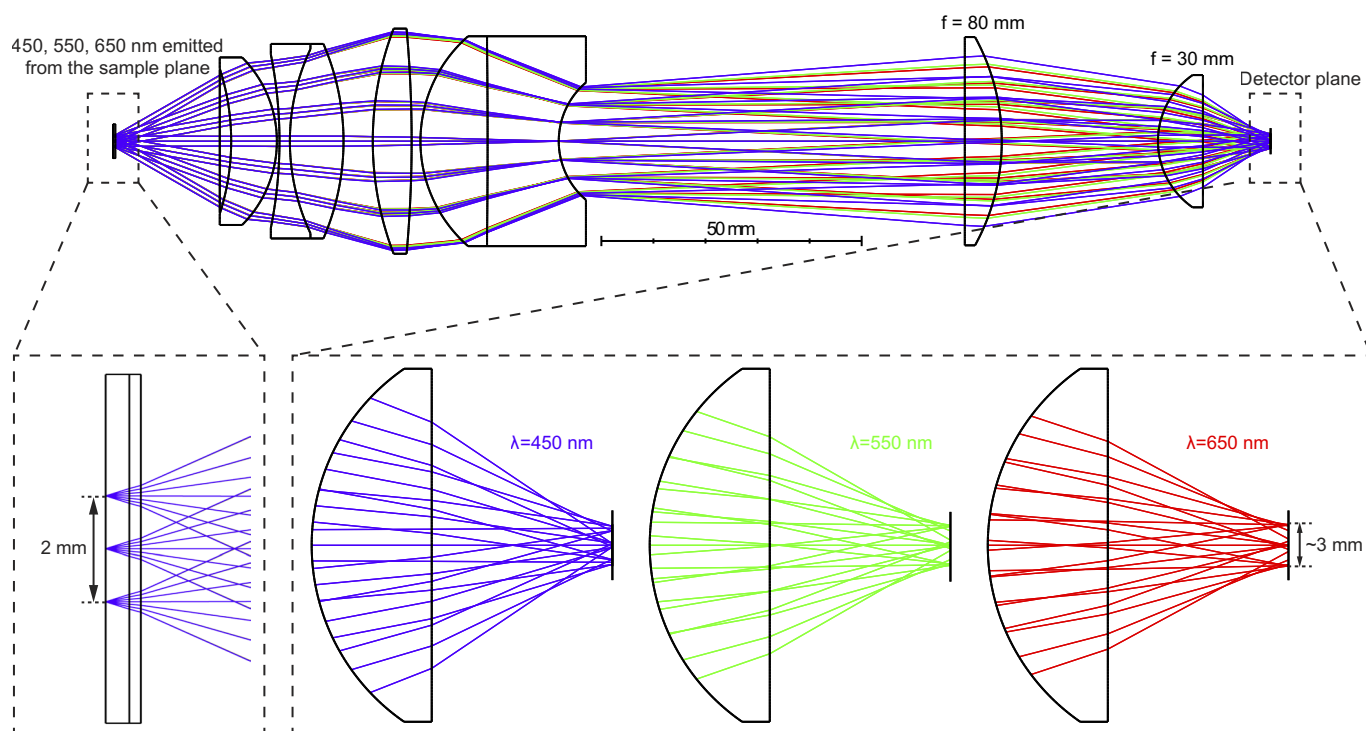 450, 550, 650 nm emitted
from the sample plane
f = 80 mm
f = 30 mm
Detector plane
50 mm
2 mm
λ=450 nm
λ=550 nm
λ=650 nm
~3 mm